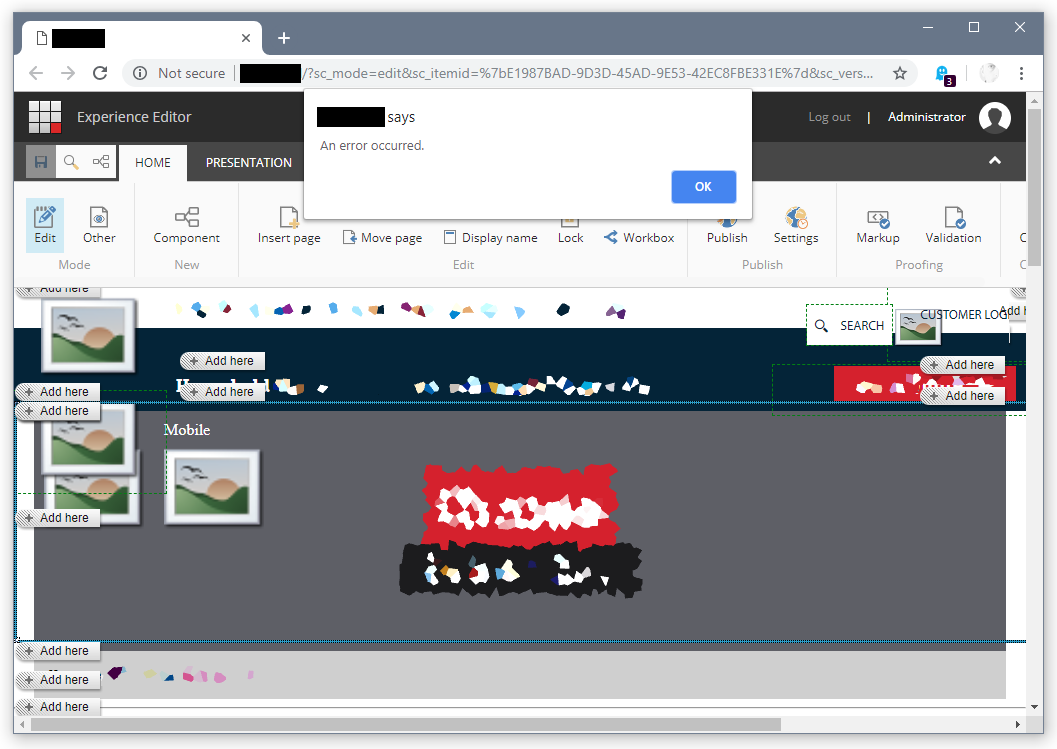 Not secure
/?sc_mode=edit&sc_itemid=%7bE1987BAD-9D3D-45AD-9E53-42EC8FBE331E%7d&sc_vers...
3
Experience Editor
says
An error occurred.
OK
Log out | Administrator
HOME PRESENTATION
Edit Other Component Insert page Move page Display name Lock Workbox Publish Settings Markup Validation
Mode New Edit Publish Proofing
Add here
SEARCH
CUSTOMER LOG
Add here
Add here
Add here
Add here
Add here
Add here
Add here
Mobile
Add here
Add here
Add here
Add here